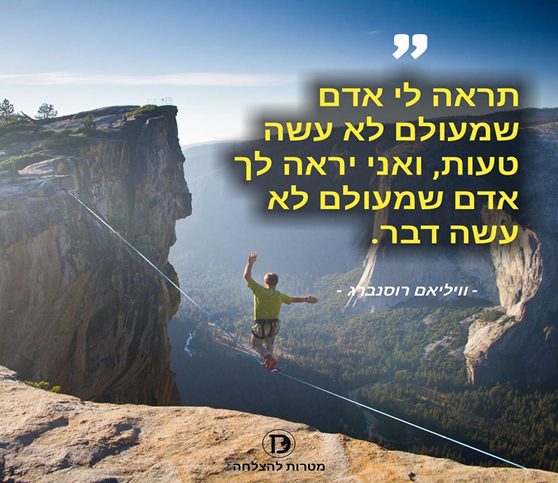 ”
תראה לי אדם
שמעולם לא עשה
טעות, ואני יראה לך
אדם שמעולם לא
עשה דבר.
- וויליאם רוסנברג -
מטרות להצלחה